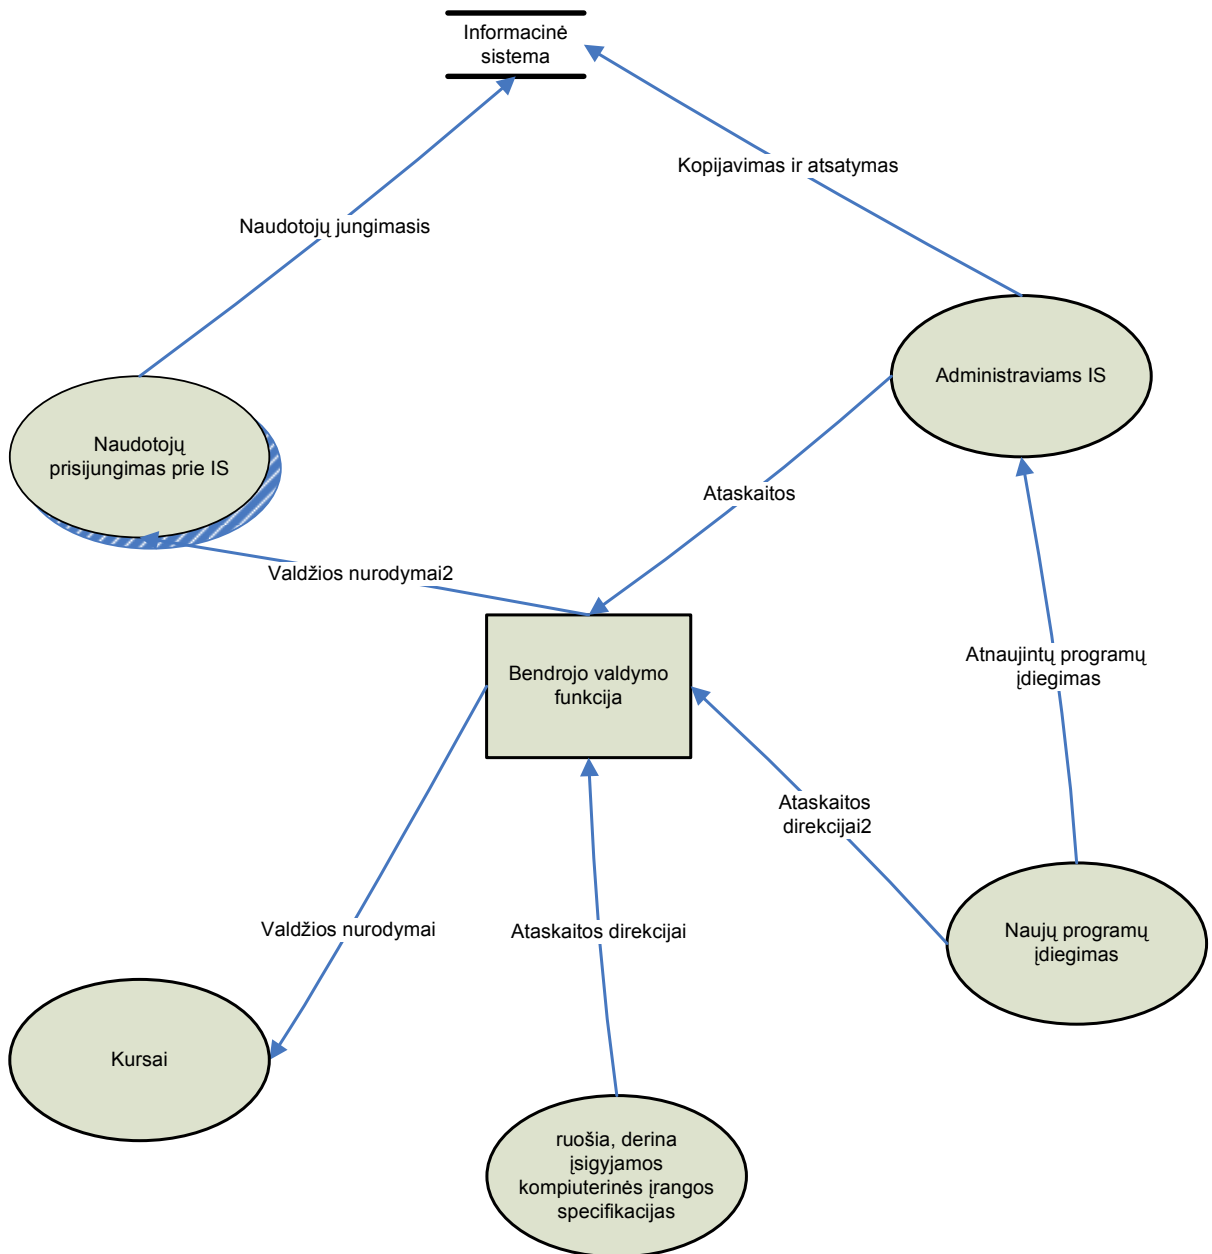 Informacinė
sistema
Kopijavimas ir atsatymas
Naudotojų jungimasis
Administraviams IS
Naudotojų
prisijungimas prie IS
Ataskaitos
Valdžios nurodymai2
Bendrojo valdymo
funkcija
Atnaujintų programų
įdiegimas
Ataskaitos
direkcijai2
Valdžios nurodymai
Ataskaitos direkcijai
Naujų programų
įdiegimas
Kursai
ruošia, derina
įsigyjamos
kompiuterinės įrangos
specifikacijas